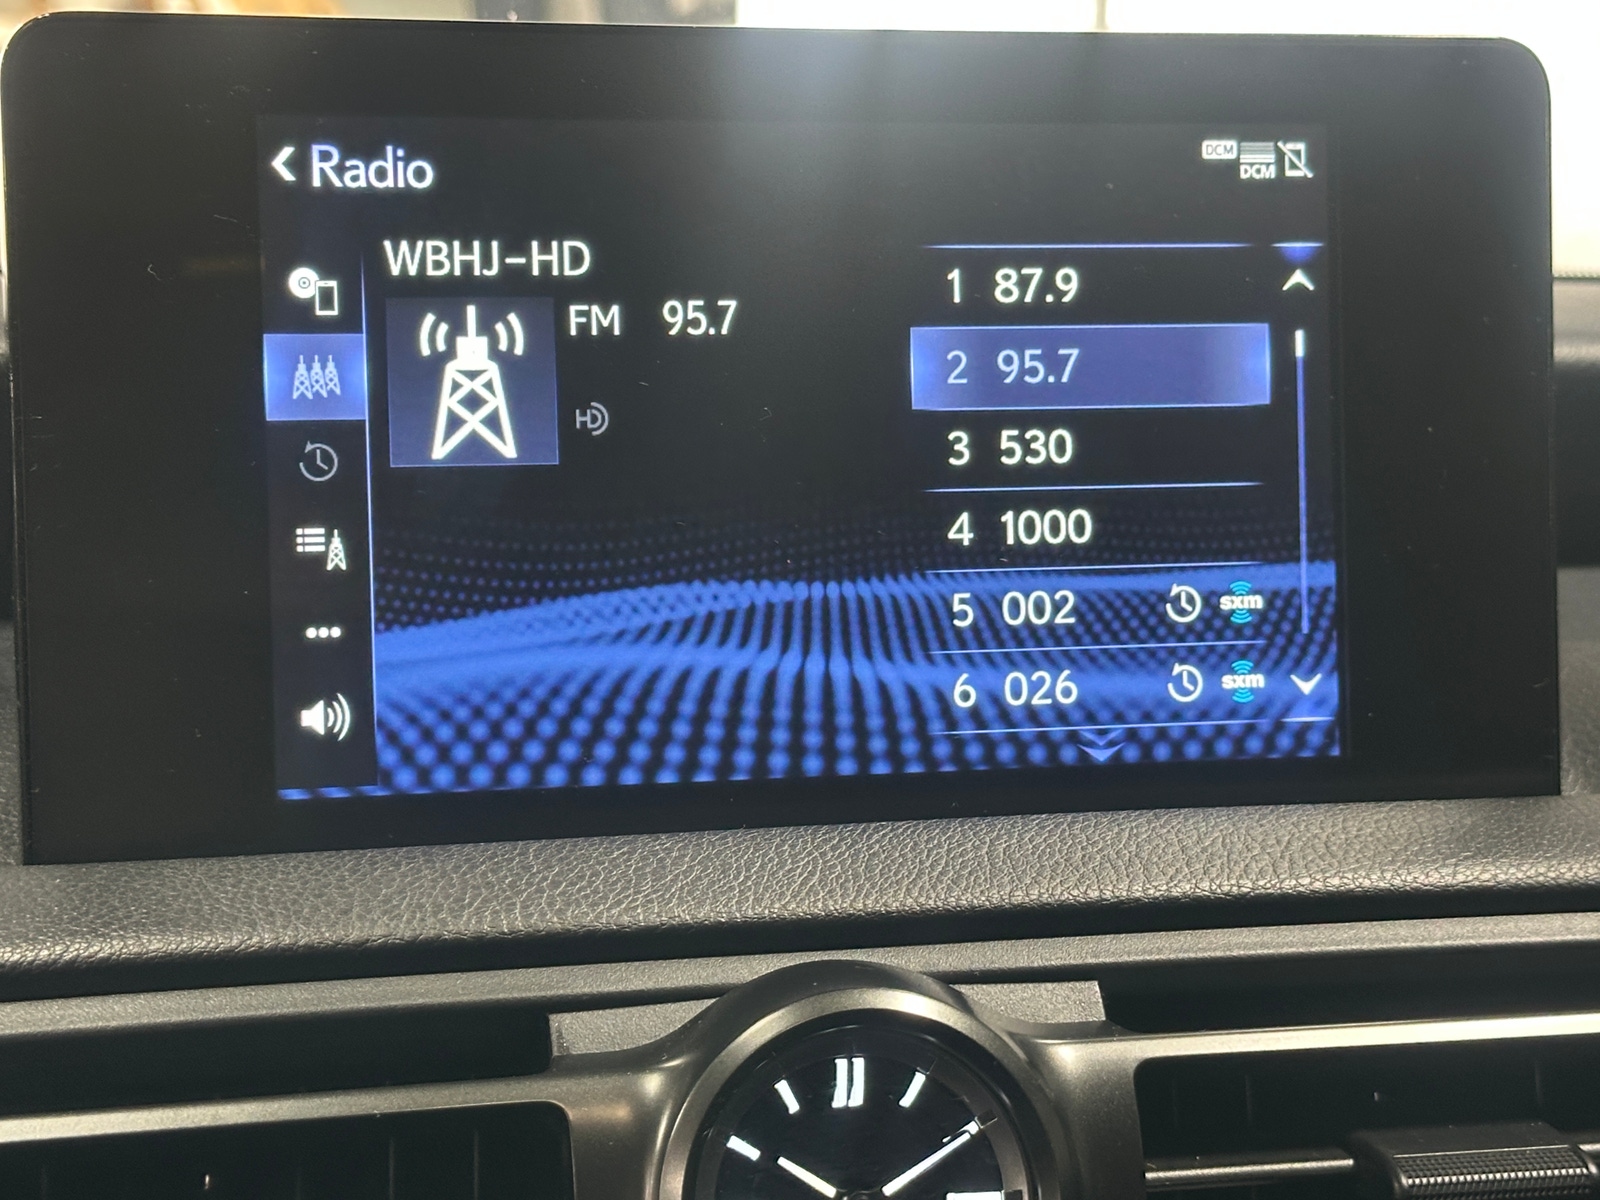 Radio
DCM
DCM
WBHJ-HD
FM 95.7
HD
1 87.9
2 95.7
3 530
4 1000
5 002 sxm
6 026 sxm